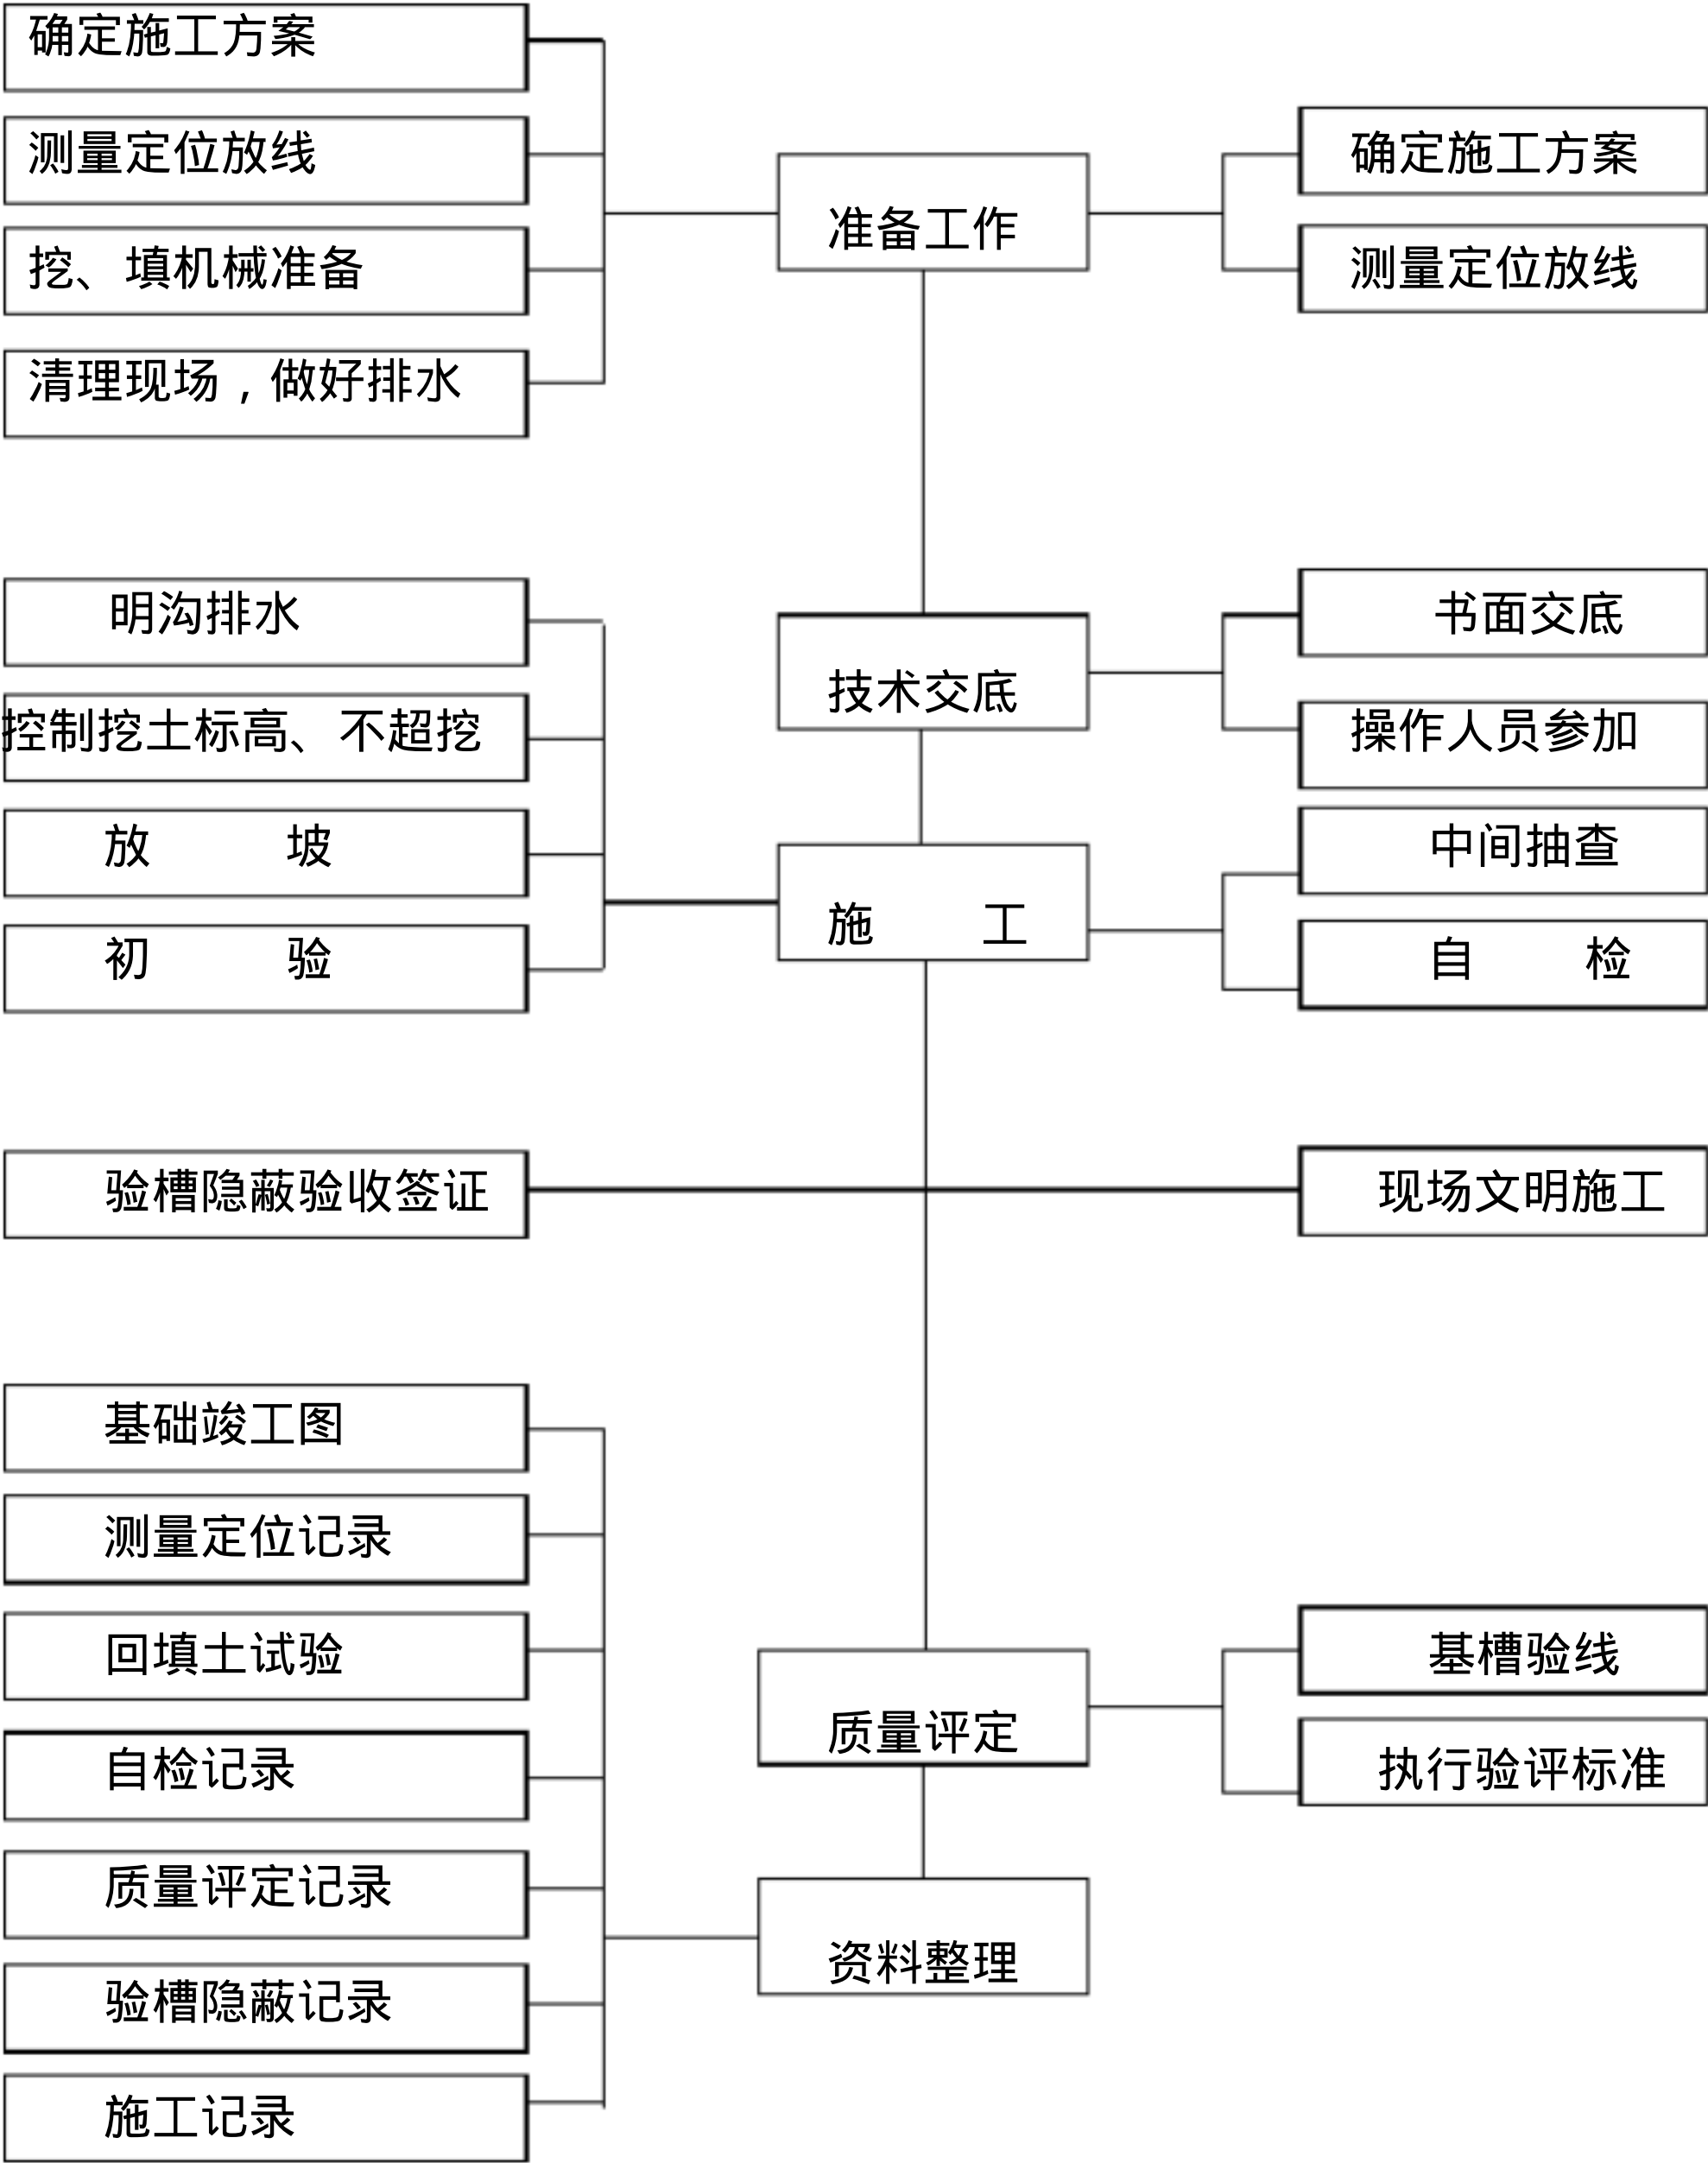 确定施工方案
测量定位放线
挖、填机械准备
清理现场，做好排水
准备工作
确定施工方案
测量定位放线
明沟排水
控制挖土标高、不超挖
放 坡
初 验
技术交底
施 工
书面交底
操作人员参加
中间抽查
自 检
验槽隐蔽验收签证
现场文明施工
基础竣工图
测量定位记录
回填土试验
自检记录
质量评定记录
验槽隐蔽记录
施工记录
质量评定
资料整理
基槽验线
执行验评标准